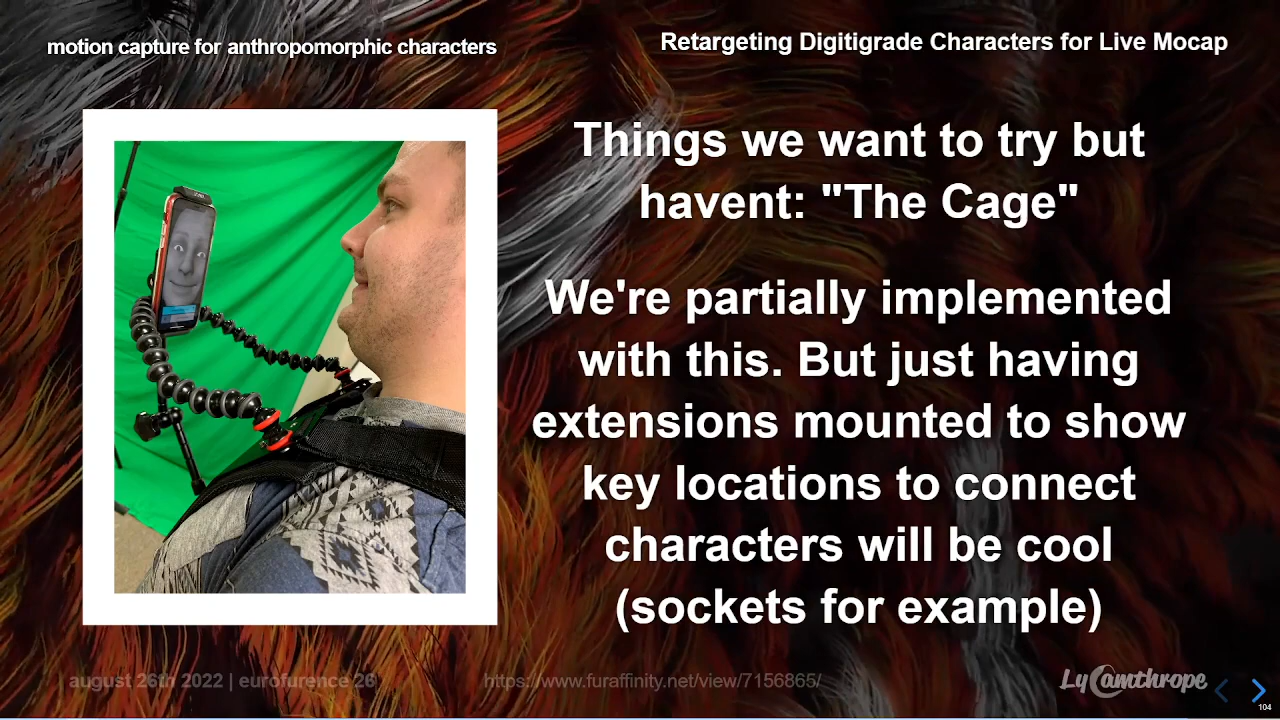 motion capture for anthropomorphic characters
Retargeting Digitigrade Characters for Live Mocap
Things we want to try but
havent: "The Cage"
We're partially implemented
with this. But just having
extensions mounted to show
key locations to connect
characters will be cool
(sockets for example)
august 26th 2022 | eurofurence 26
https://www.furaffinity.net/view/7156865/
Lycamthrope
104